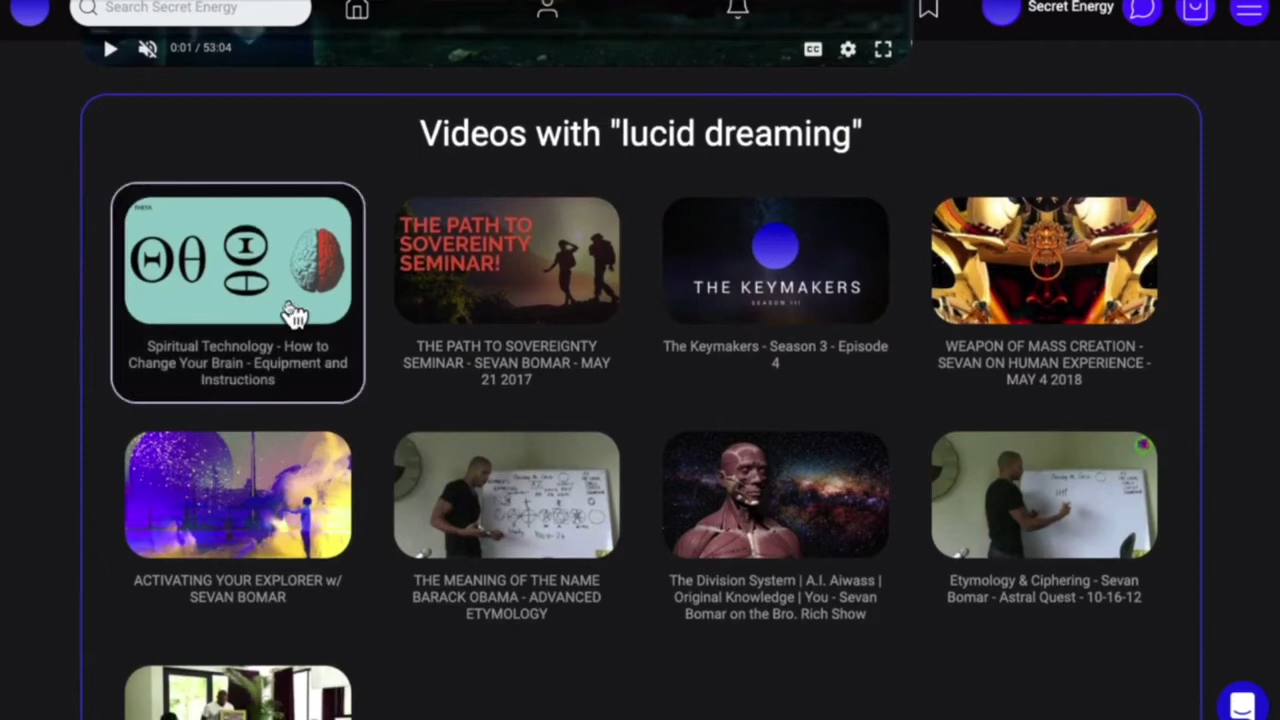 Search Secret Energy
Secret Energy
0:01 / 53:04
CC
Videos with "lucid dreaming"
THETA
Θθ
THE PATH TO
SOVEREINTY
SEMINAR!
THE KEYMAKERS
SEASON III
Spiritual Technology - How to
Change Your Brain - Equipment and
Instructions
THE PATH TO SOVEREIGNTY
SEMINAR - SEVAN BOMAR - MAY
21 2017
The Keymakers - Season 3 - Episode
4
WEAPON OF MASS CREATION -
SEVAN ON HUMAN EXPERIENCE -
MAY 4 2018
ACTIVATING YOUR EXPLORER w/
SEVAN BOMAR
THE MEANING OF THE NAME
BARACK OBAMA - ADVANCED
ETYMOLOGY
The Division System | A.I. Aiwass |
Original Knowledge | You - Sevan
Bomar on the Bro. Rich Show
Etymology & Ciphering - Sevan
Bomar - Astral Quest - 10-16-12